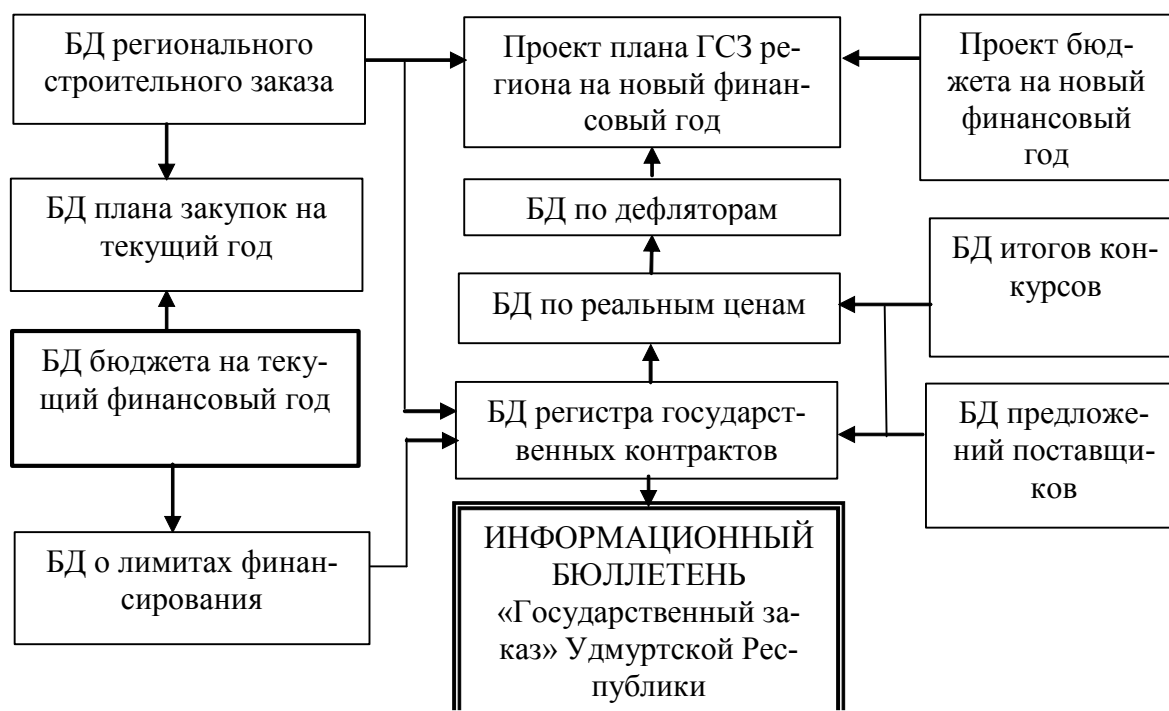 БД регионального
строительного заказа
Проект плана ГСЗ ре-
гиона на новый финан-
совый год
Проект бюд-
жета на новый
финансовый
год
БД плана закупок на
текущий год
БД по дефляторам
БД итогов кон-
курсов
БД по реальным ценам
БД бюджета на теку-
щий финансовый год
БД регистра государст-
венных контрактов
БД предложе-
ний поставщи-
ков
БД о лимитах финан-
сирования
ИНФОРМАЦИОННЫЙ
БЮЛЛЕТЕНЬ
«Государственный за-
каз» Удмуртской Рес-
публики